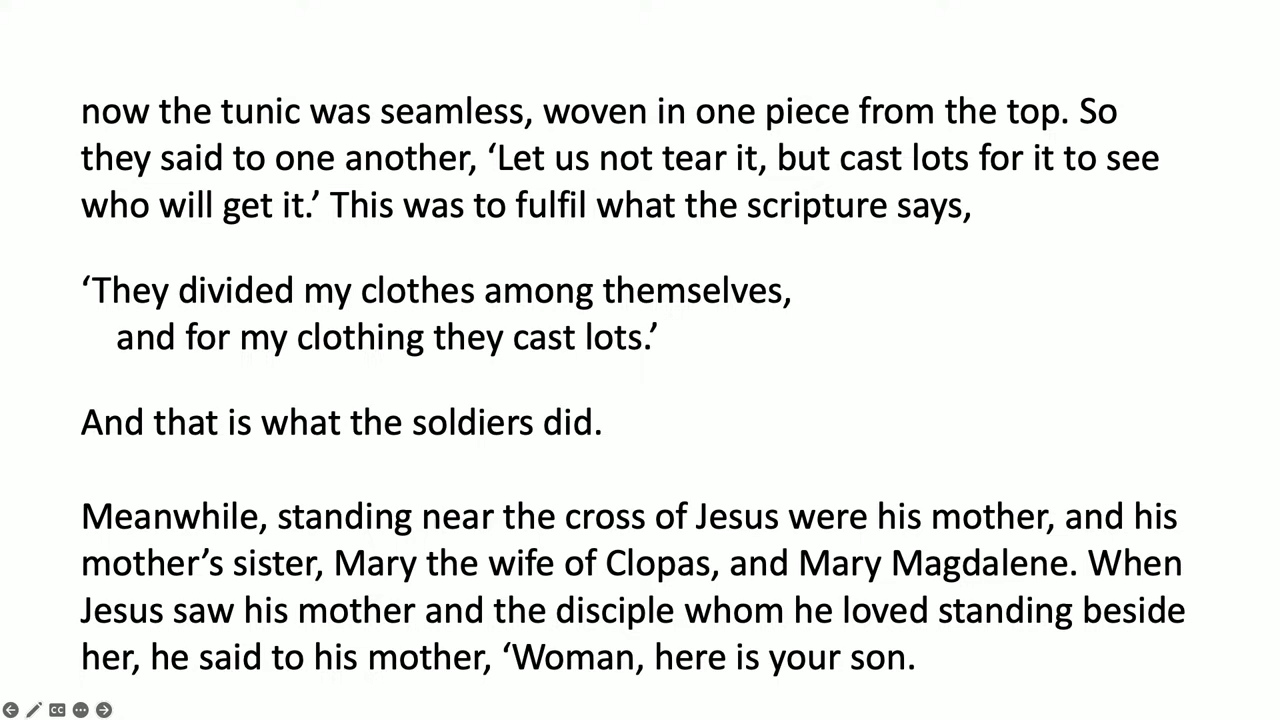 now the tunic was seamless, woven in one piece from the top. So
they said to one another, ‘Let us not tear it, but cast lots for it to see
who will get it.’ This was to fulfil what the scripture says,
‘They divided my clothes among themselves,
and for my clothing they cast lots.’
And that is what the soldiers did.
Meanwhile, standing near the cross of Jesus were his mother, and his
mother’s sister, Mary the wife of Clopas, and Mary Magdalene. When
Jesus saw his mother and the disciple whom he loved standing beside
her, he said to his mother, ‘Woman, here is your son.
CC